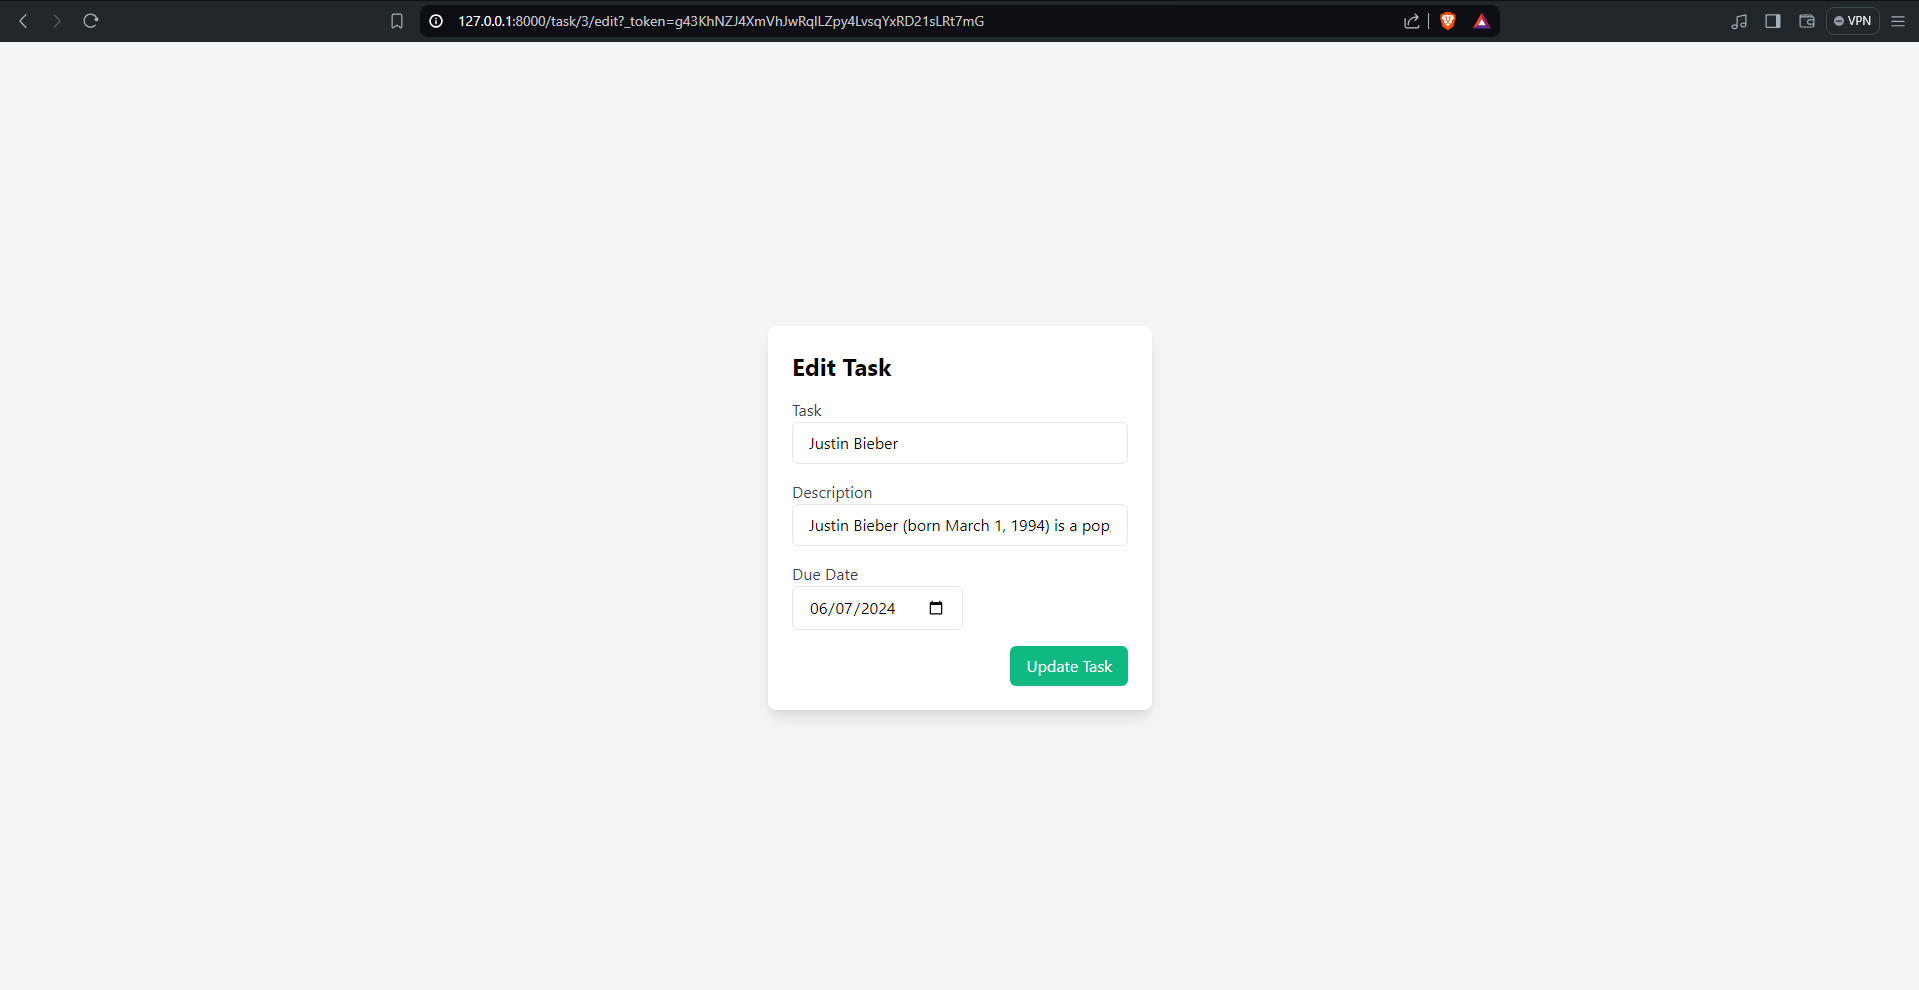 127.0.0.1:8000/task/3/edit?_token=g43KhNZJ4XmVhJwRqlLZpy4LvsqYxRD21sLRt7mG
VPN
Edit Task
Task
Justin Bieber
Description
Justin Bieber (born March 1, 1994) is a pop,
Due Date
06/07/2024
Update Task